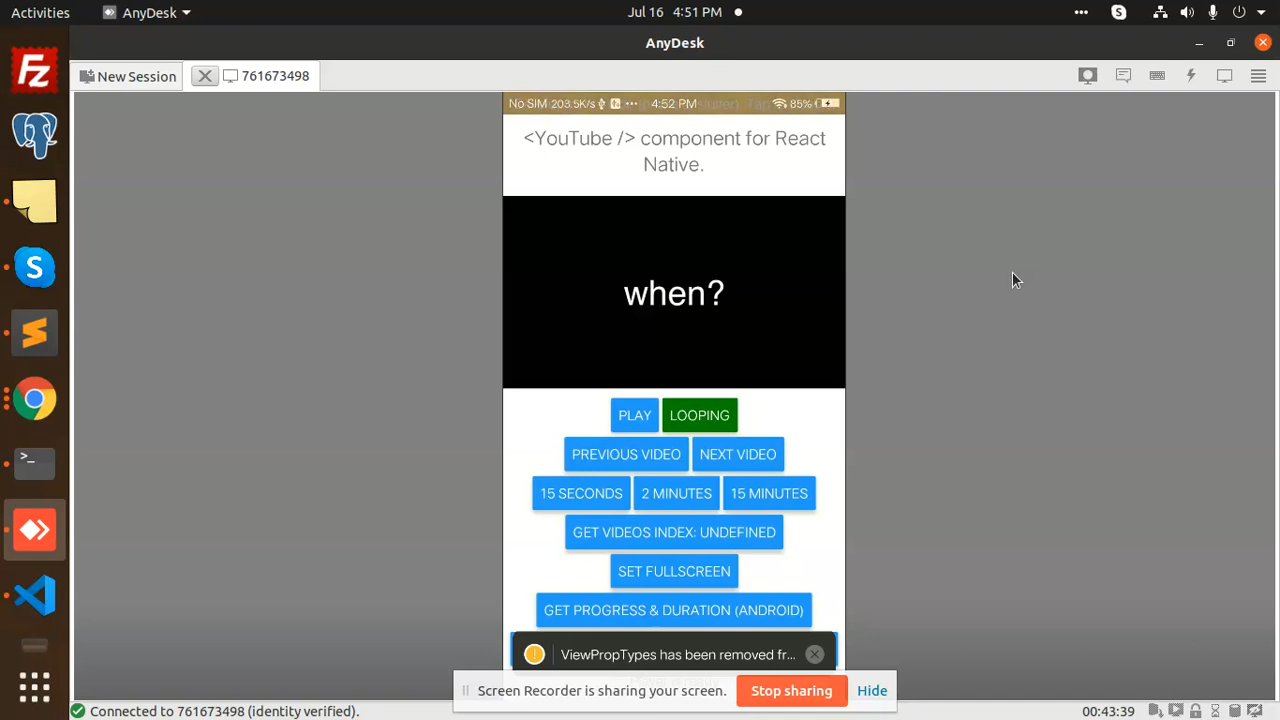 Activities
AnyDesk
Jul 16 4:51 PM
AnyDesk
New Session
761673498
No SIM 203.5K/s 4:52 PM 85%
<YouTube /> component for React
Native.
when?
PLAY
LOOPING
PREVIOUS VIDEO
NEXT VIDEO
15 SECONDS
2 MINUTES
15 MINUTES
GET VIDEOS INDEX: UNDEFINED
SET FULLSCREEN
GET PROGRESS & DURATION (ANDROID)
ViewPropTypes has been removed fr...
Screen Recorder is sharing your screen.
Stop sharing
Hide
Connected to 761673498 (identity verified).
00:43:39